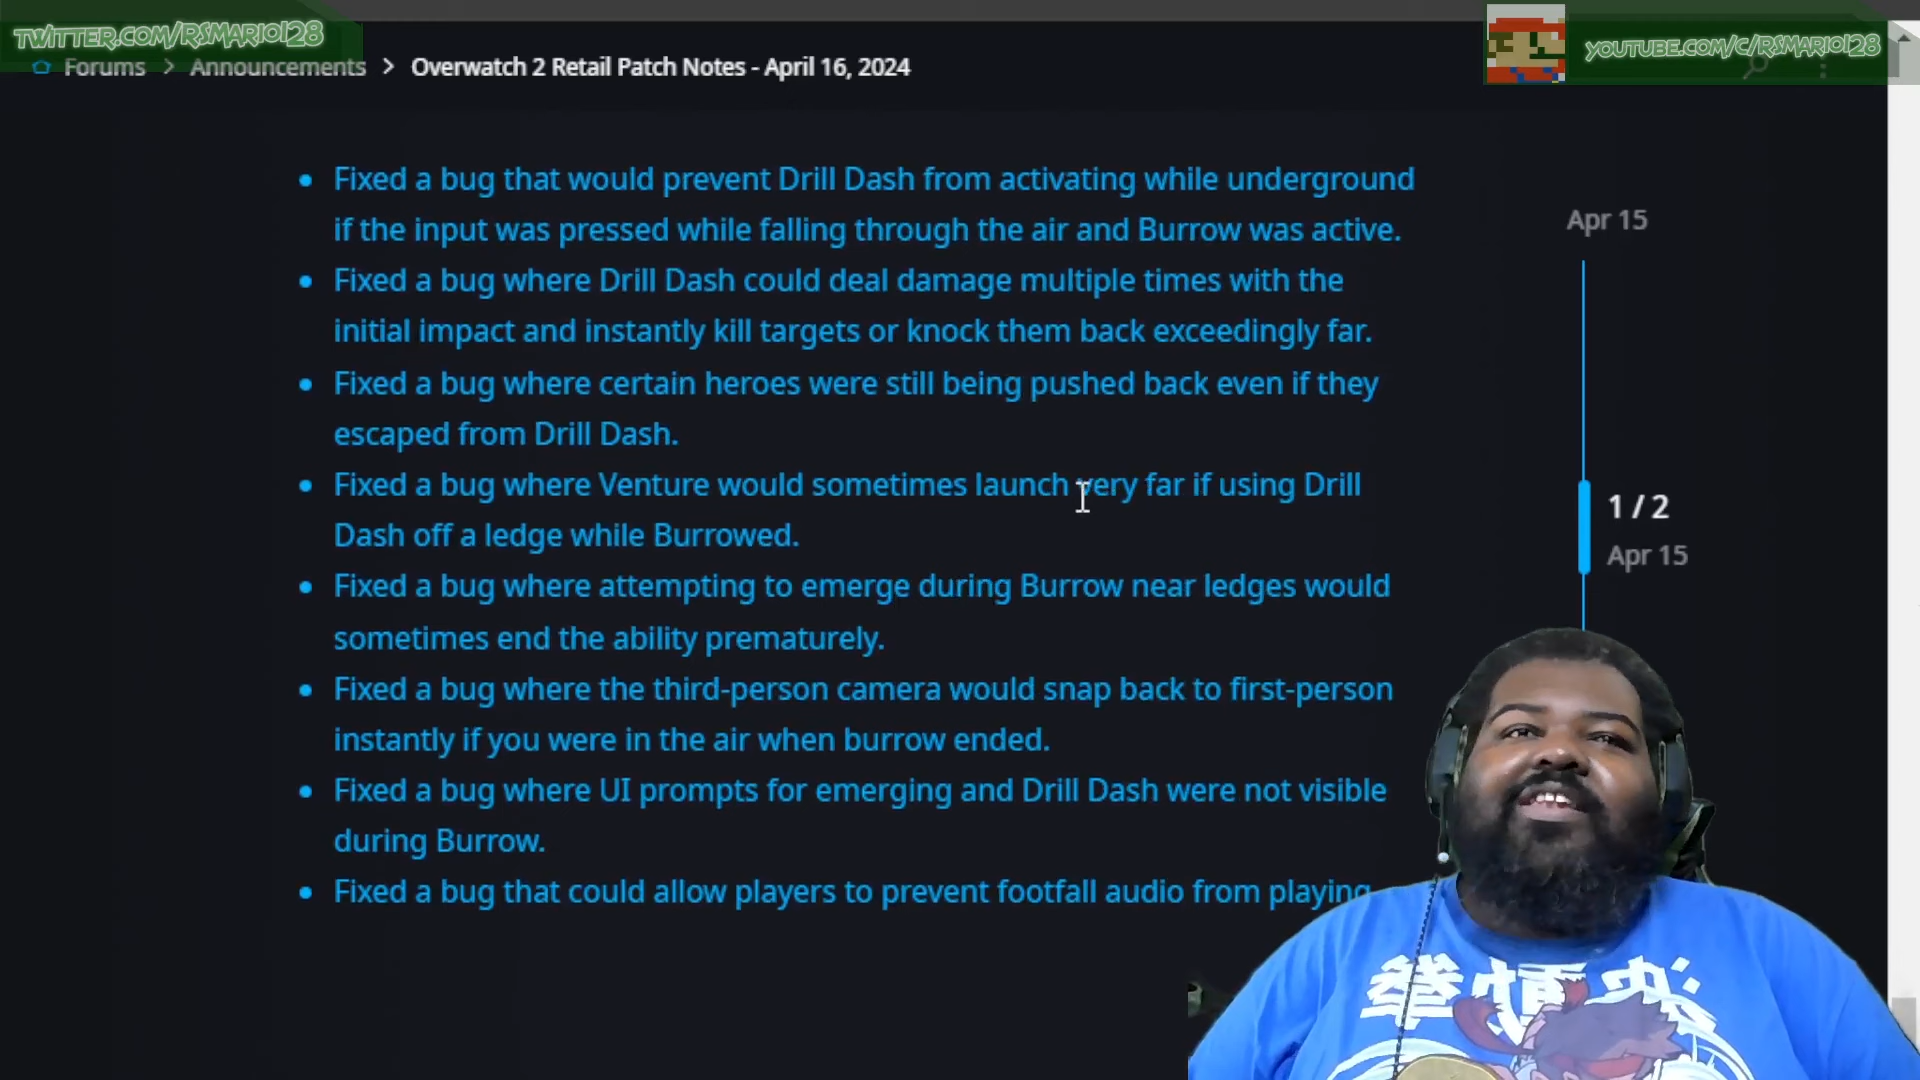 TWITTER.COM/RSMARIO128
YOUTUBE.COM/C/RSMARIO128
Forums > Announcements > Overwatch 2 Retail Patch Notes - April 16, 2024
Fixed a bug that would prevent Drill Dash from activating while underground
if the input was pressed while falling through the air and Burrow was active.
Fixed a bug where Drill Dash could deal damage multiple times with the
initial impact and instantly kill targets or knock them back exceedingly far.
Fixed a bug where certain heroes were still being pushed back even if they
escaped from Drill Dash.
Fixed a bug where Venture would sometimes launch very far if using Drill
Dash off a ledge while Burrowed.
Fixed a bug where attempting to emerge during Burrow near ledges would
sometimes end the ability prematurely.
Fixed a bug where the third-person camera would snap back to first-person
instantly if you were in the air when burrow ended.
Fixed a bug where UI prompts for emerging and Drill Dash were not visible
during Burrow.
Fixed a bug that could allow players to prevent footfall audio from playing
Apr 15
1 / 2
Apr 15